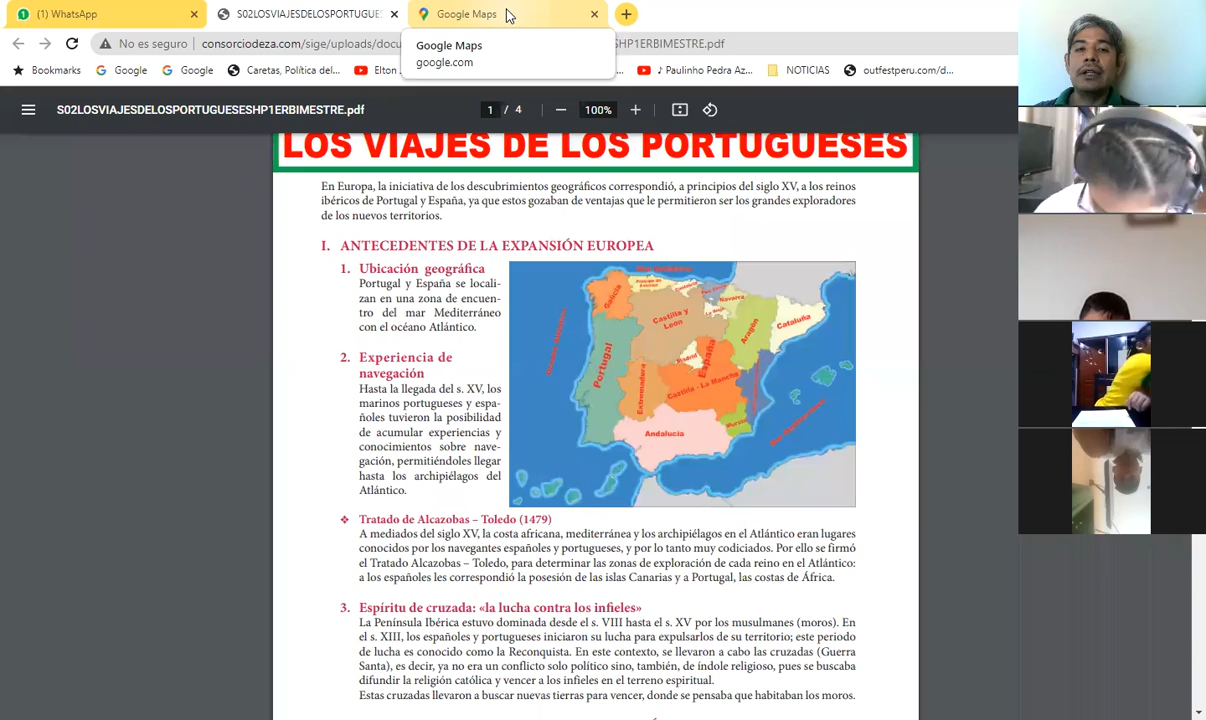 (1) WhatsApp
S02LOSVIAJESDELOSPORTUGUES
Google Maps
No es seguro
consorciodeza.com/sige/uploads/docu
SHP1ERBIMESTRE.pdf
Google Maps
google.com
Bookmarks
Google
Google
Caretas, Política del...
Elton
♪ Paulinho Pedra Az...
NOTICIAS
outfestperu.com/d...
S02LOSVIAJESDELOSPORTUGUESESHP1ERBIMESTRE.pdf
1 / 4
100%
LOS VIAJES DE LOS PORTUGUESES
En Europa, la iniciativa de los descubrimientos geográficos correspondió, a principios del siglo XV, a los reinos
ibéricos de Portugal y España, ya que estos gozaban de ventajas que le permitieron ser los grandes exploradores
de los nuevos territorios.
I. ANTECEDENTES DE LA EXPANSIÓN EUROPEA
1. Ubicación geográfica
Portugal y España se locali-
zan en una zona de encuen-
tro del mar Mediterráneo
con el océano Atlántico.
2. Experiencia de
navegación
Hasta la llegada del s. XV, los
marinos portugueses y espa-
ñoles tuvieron la posibilidad
de acumular experiencias y
conocimientos sobre nave-
gación, permitiéndoles llegar
hasta los archipiélagos del
Atlántico.
Galicia
Navarra
Castilla y
León
Aragón
Cataluña
Portugal
Madrid
España
Extremadura
Castilla - La Mancha
Murcia
Andalucia
❖ Tratado de Alcazobas – Toledo (1479)
A mediados del siglo XV, la costa africana, mediterránea y los archipiélagos en el Atlántico eran lugares
conocidos por los navegantes españoles y portugueses, y por lo tanto muy codiciados. Por ello se firmó
el Tratado Alcazobas – Toledo, para determinar las zonas de exploración de cada reino en el Atlántico:
a los españoles les correspondió la posesión de las islas Canarias y a Portugal, las costas de África.
3. Espíritu de cruzada: «la lucha contra los infieles»
La Península Ibérica estuvo dominada desde el s. VIII hasta el s. XV por los musulmanes (moros). En
el s. XIII, los españoles y portugueses iniciaron su lucha para expulsarlos de su territorio; este periodo
de lucha es conocido como la Reconquista. En este contexto, se llevaron a cabo las cruzadas (Guerra
Santa), es decir, ya no era un conflicto solo político sino, también, de índole religioso, pues se buscaba
difundir la religión católica y vencer a los infieles en el terreno espiritual.
Estas cruzadas llevaron a buscar nuevas tierras para vencer, donde se pensaba que habitaban los moros.